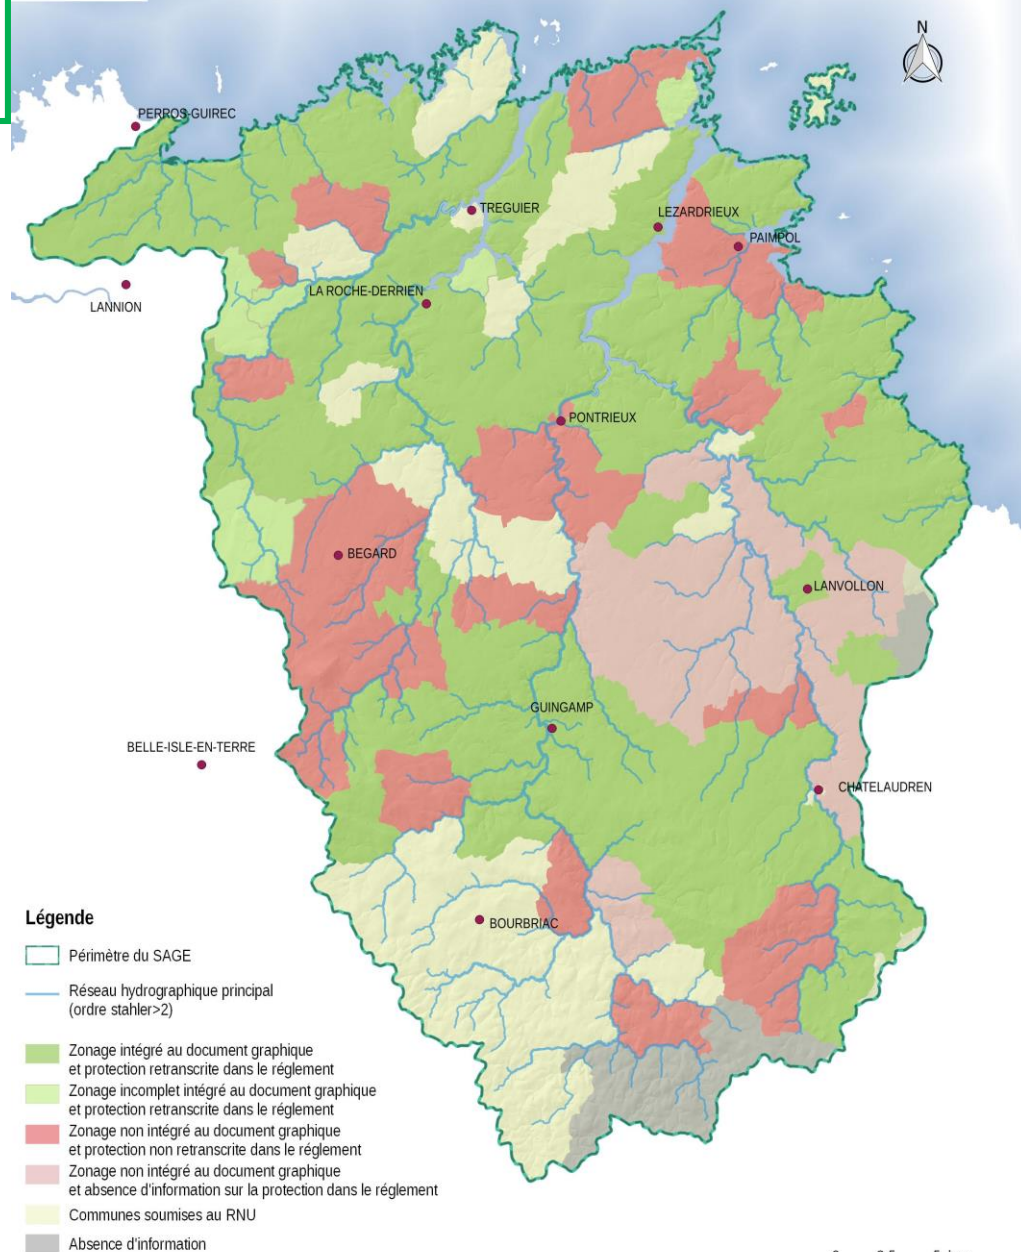 N
PERROS-GUIREC
TREGUIER
LEZARDRIEUX
PAIMPOL
LANNION
LA ROCHE-DERRIEN
PONTRIEUX
BEGARD
LANVOLLON
GUINGAMP
BELLE-ISLE-EN-TERRE
CHATELAUDREN
BOURBRIAC
Légende
Périmètre du SAGE
Réseau hydrographique principal
(ordre stahler>2)
Zonage intégré au document graphique
et protection retranscrite dans le réglement
Zonage incomplet intégré au document graphique
et protection retranscrite dans le réglement
Zonage non intégré au document graphique
et protection non retranscrite dans le réglement
Zonage non intégré au document graphique
et absence d'information sur la protection dans le réglement
Communes soumises au RNU
Absence d'information